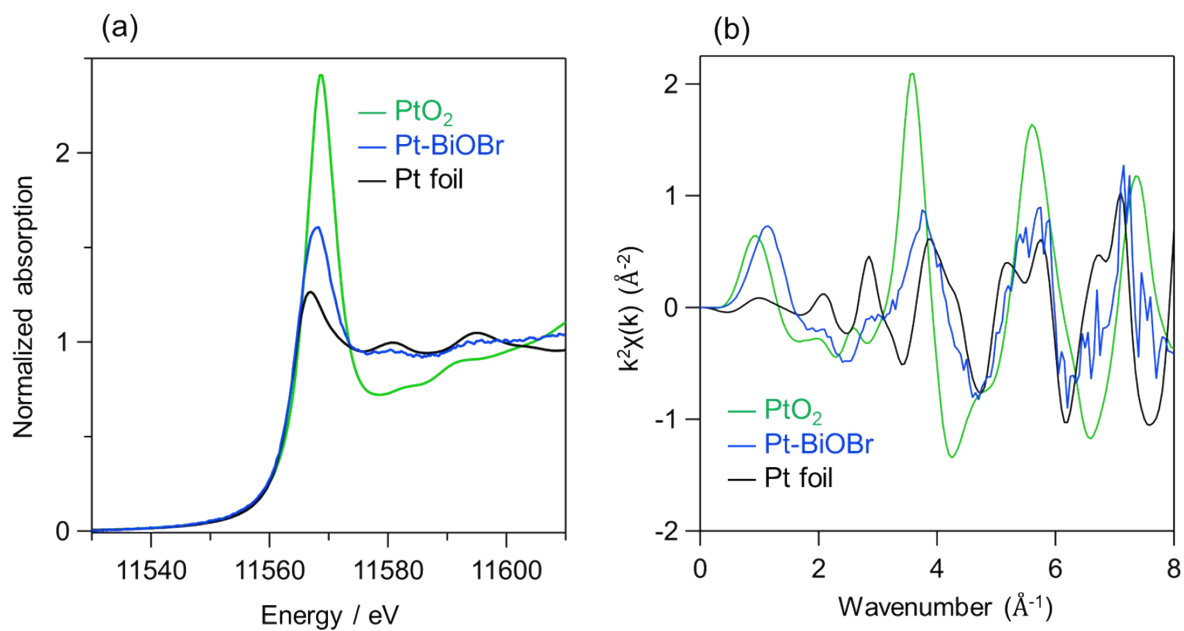 (a)
PtO₂
Pt-BiOBr
Pt foil
Normalized absorption
2
1
0
11540 11560 11580 11600
Energy / eV
(b)
2
1
0
-1
-2
k²χ(k) (Å⁻²)
PtO₂
Pt-BiOBr
Pt foil
0 2 4 6 8
Wavenumber (Å⁻¹)